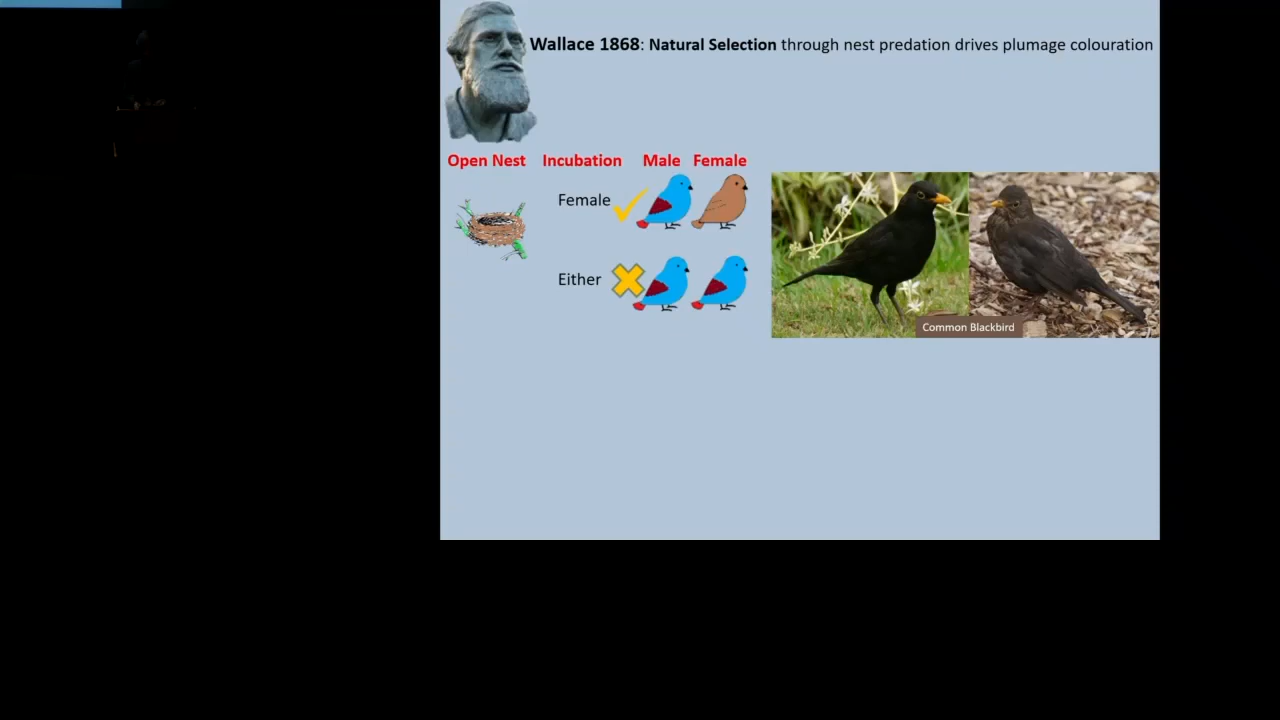 Wallace 1868: Natural Selection through nest predation drives plumage colouration
Open Nest Incubation Male Female
Female
Either
Common Blackbird